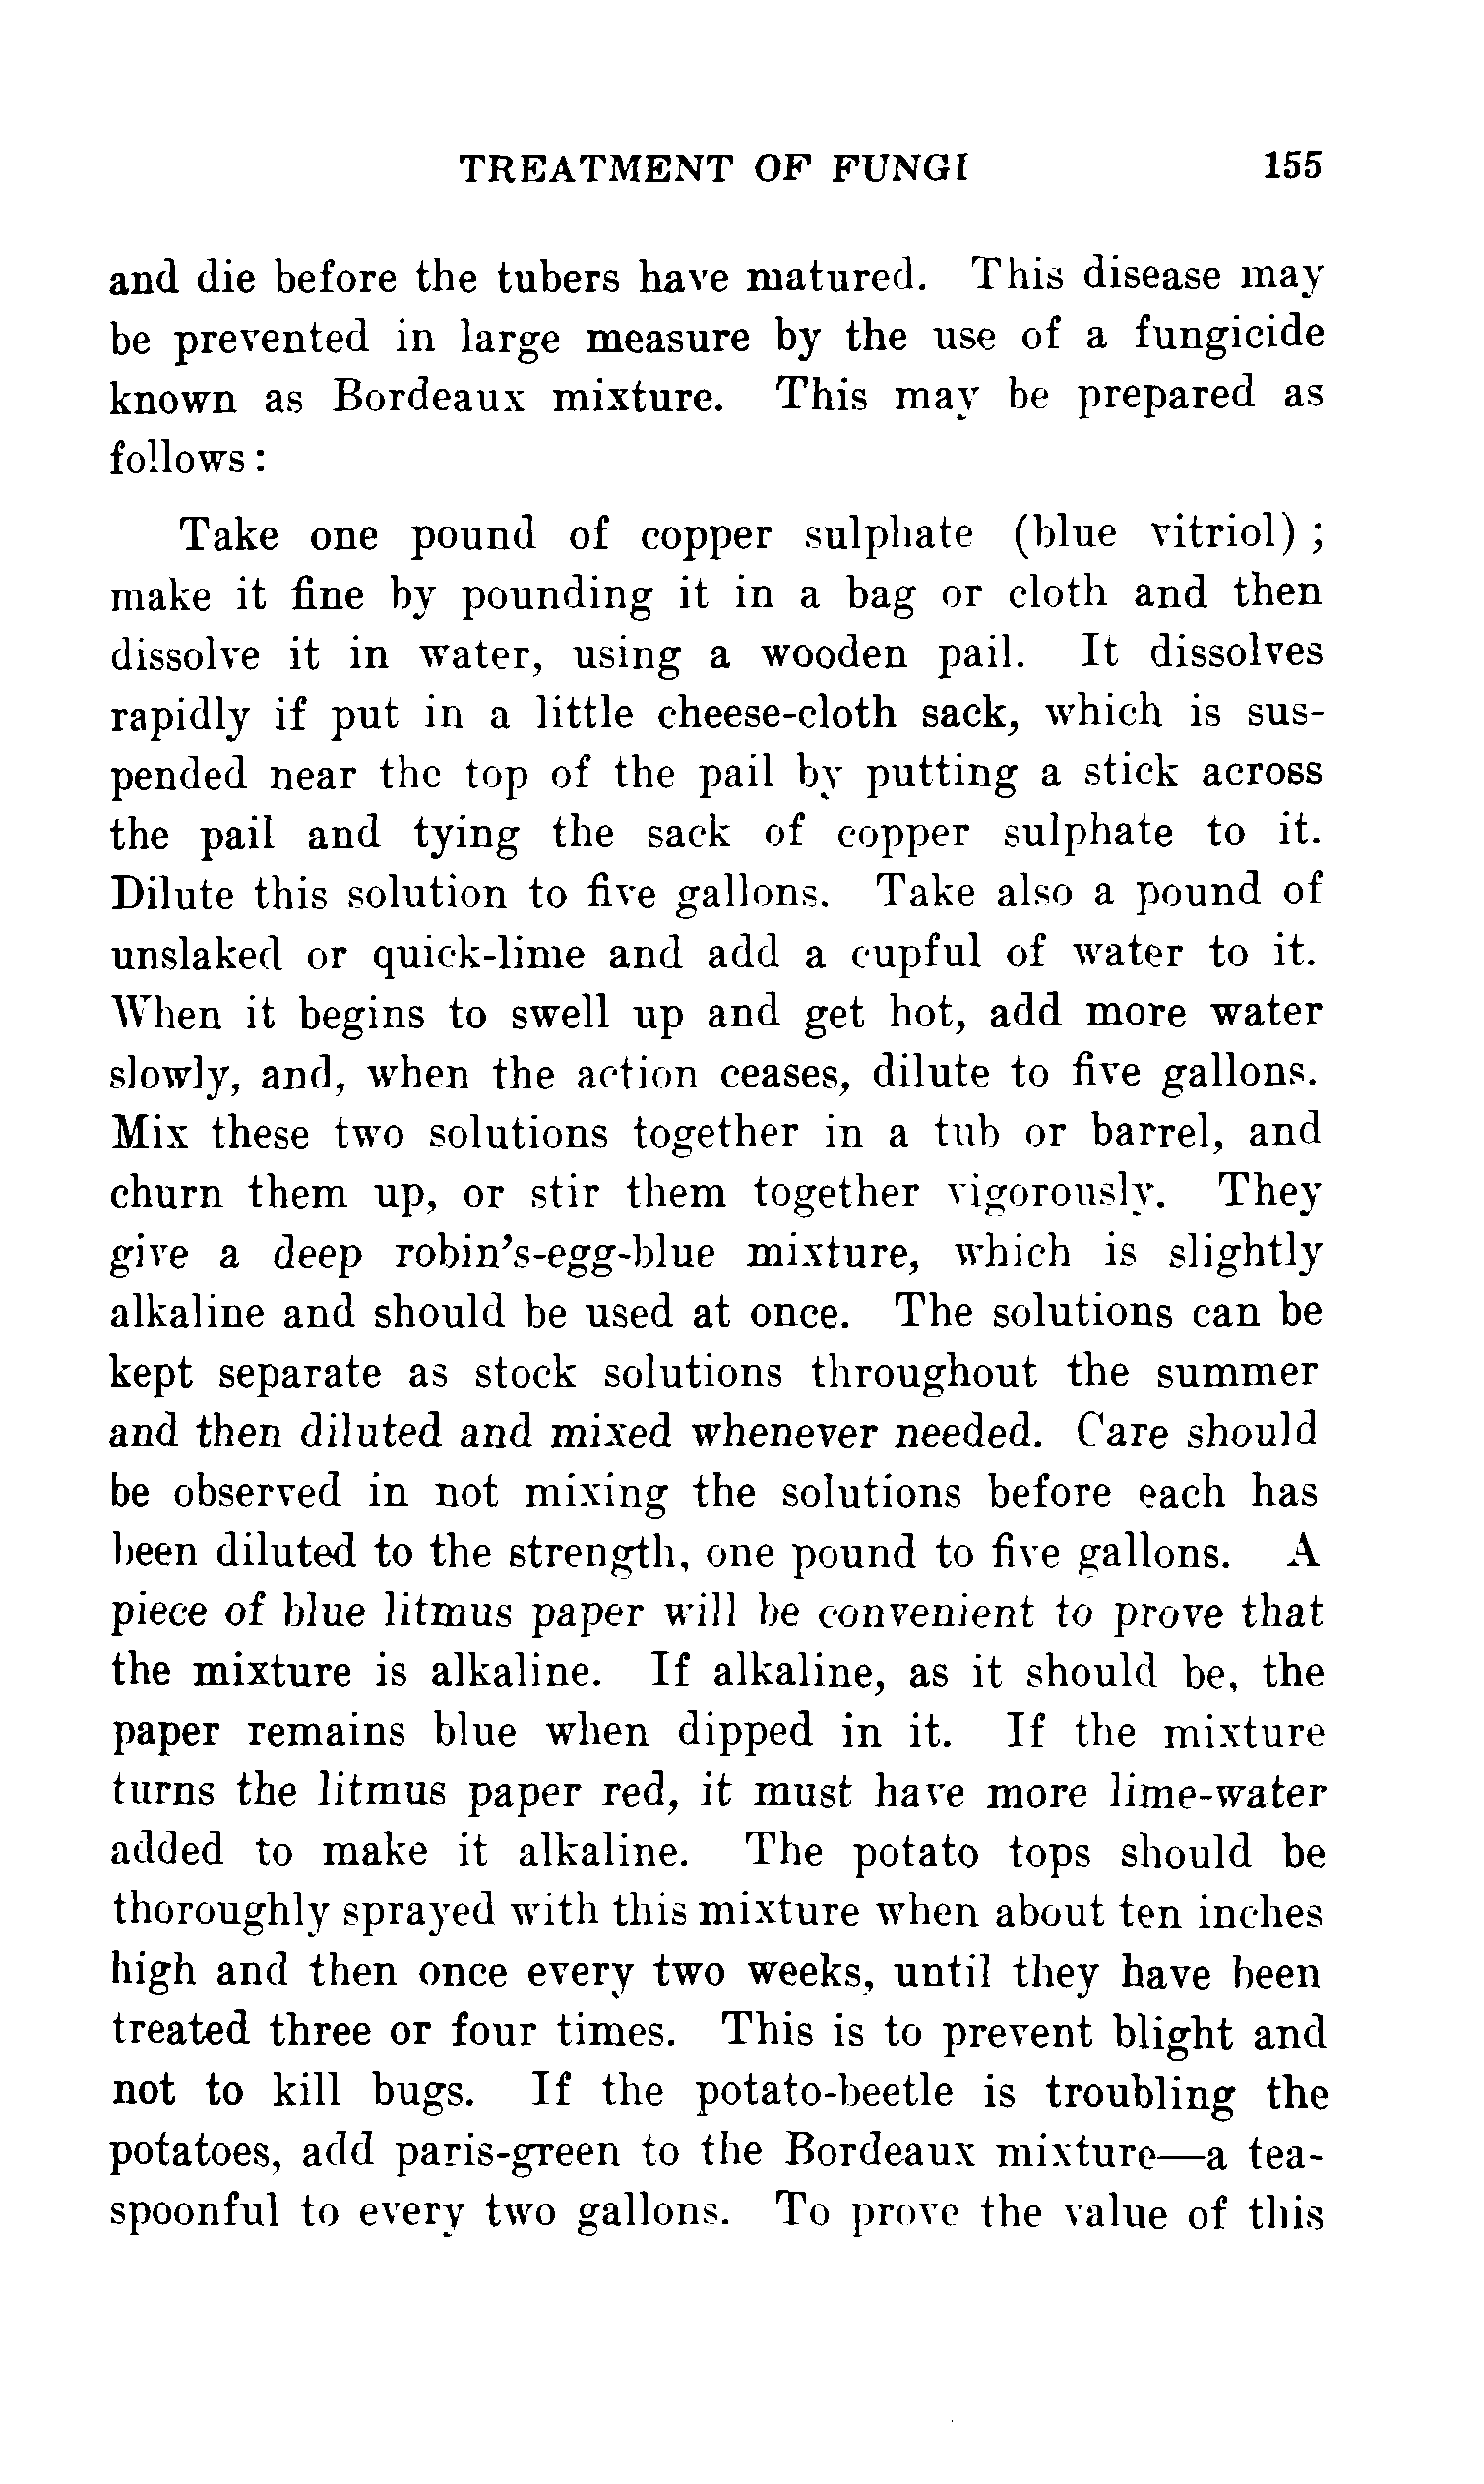 TREATMENT OF FUNGI 155
and die before the tubers have matured. This disease may
be prevented in large measure by the use of a fungicide
known as Bordeaux mixture. This may be prepared as
follows:
Take one pound of copper sulphate (blue vitriol);
make it fine by pounding it in a bag or cloth and then
dissolve it in water, using a wooden pail. It dissolves
rapidly if put in a little cheese-cloth sack, which is sus-
pended near the top of the pail by putting a stick across
the pail and tying the sack of copper sulphate to it.
Dilute this solution to five gallons. Take also a pound of
unslaked or quick-lime and add a cupful of water to it.
When it begins to swell up and get hot, add more water
slowly, and, when the action ceases, dilute to five gallons.
Mix these two solutions together in a tub or barrel, and
churn them up, or stir them together vigorously. They
give a deep robin's-egg-blue mixture, which is slightly
alkaline and should be used at once. The solutions can be
kept separate as stock solutions throughout the summer
and then diluted and mixed whenever needed. Care should
be observed in not mixing the solutions before each has
been diluted to the strength, one pound to five gallons. A
piece of blue litmus paper will be convenient to prove that
the mixture is alkaline. If alkaline, as it should be, the
paper remains blue when dipped in it. If the mixture
turns the litmus paper red, it must have more lime-water
added to make it alkaline. The potato tops should be
thoroughly sprayed with this mixture when about ten inches
high and then once every two weeks, until they have been
treated three or four times. This is to prevent blight and
not to kill bugs. If the potato-beetle is troubling the
potatoes, add paris-green to the Bordeaux mixture—a tea-
spoonful to every two gallons. To prove the value of this